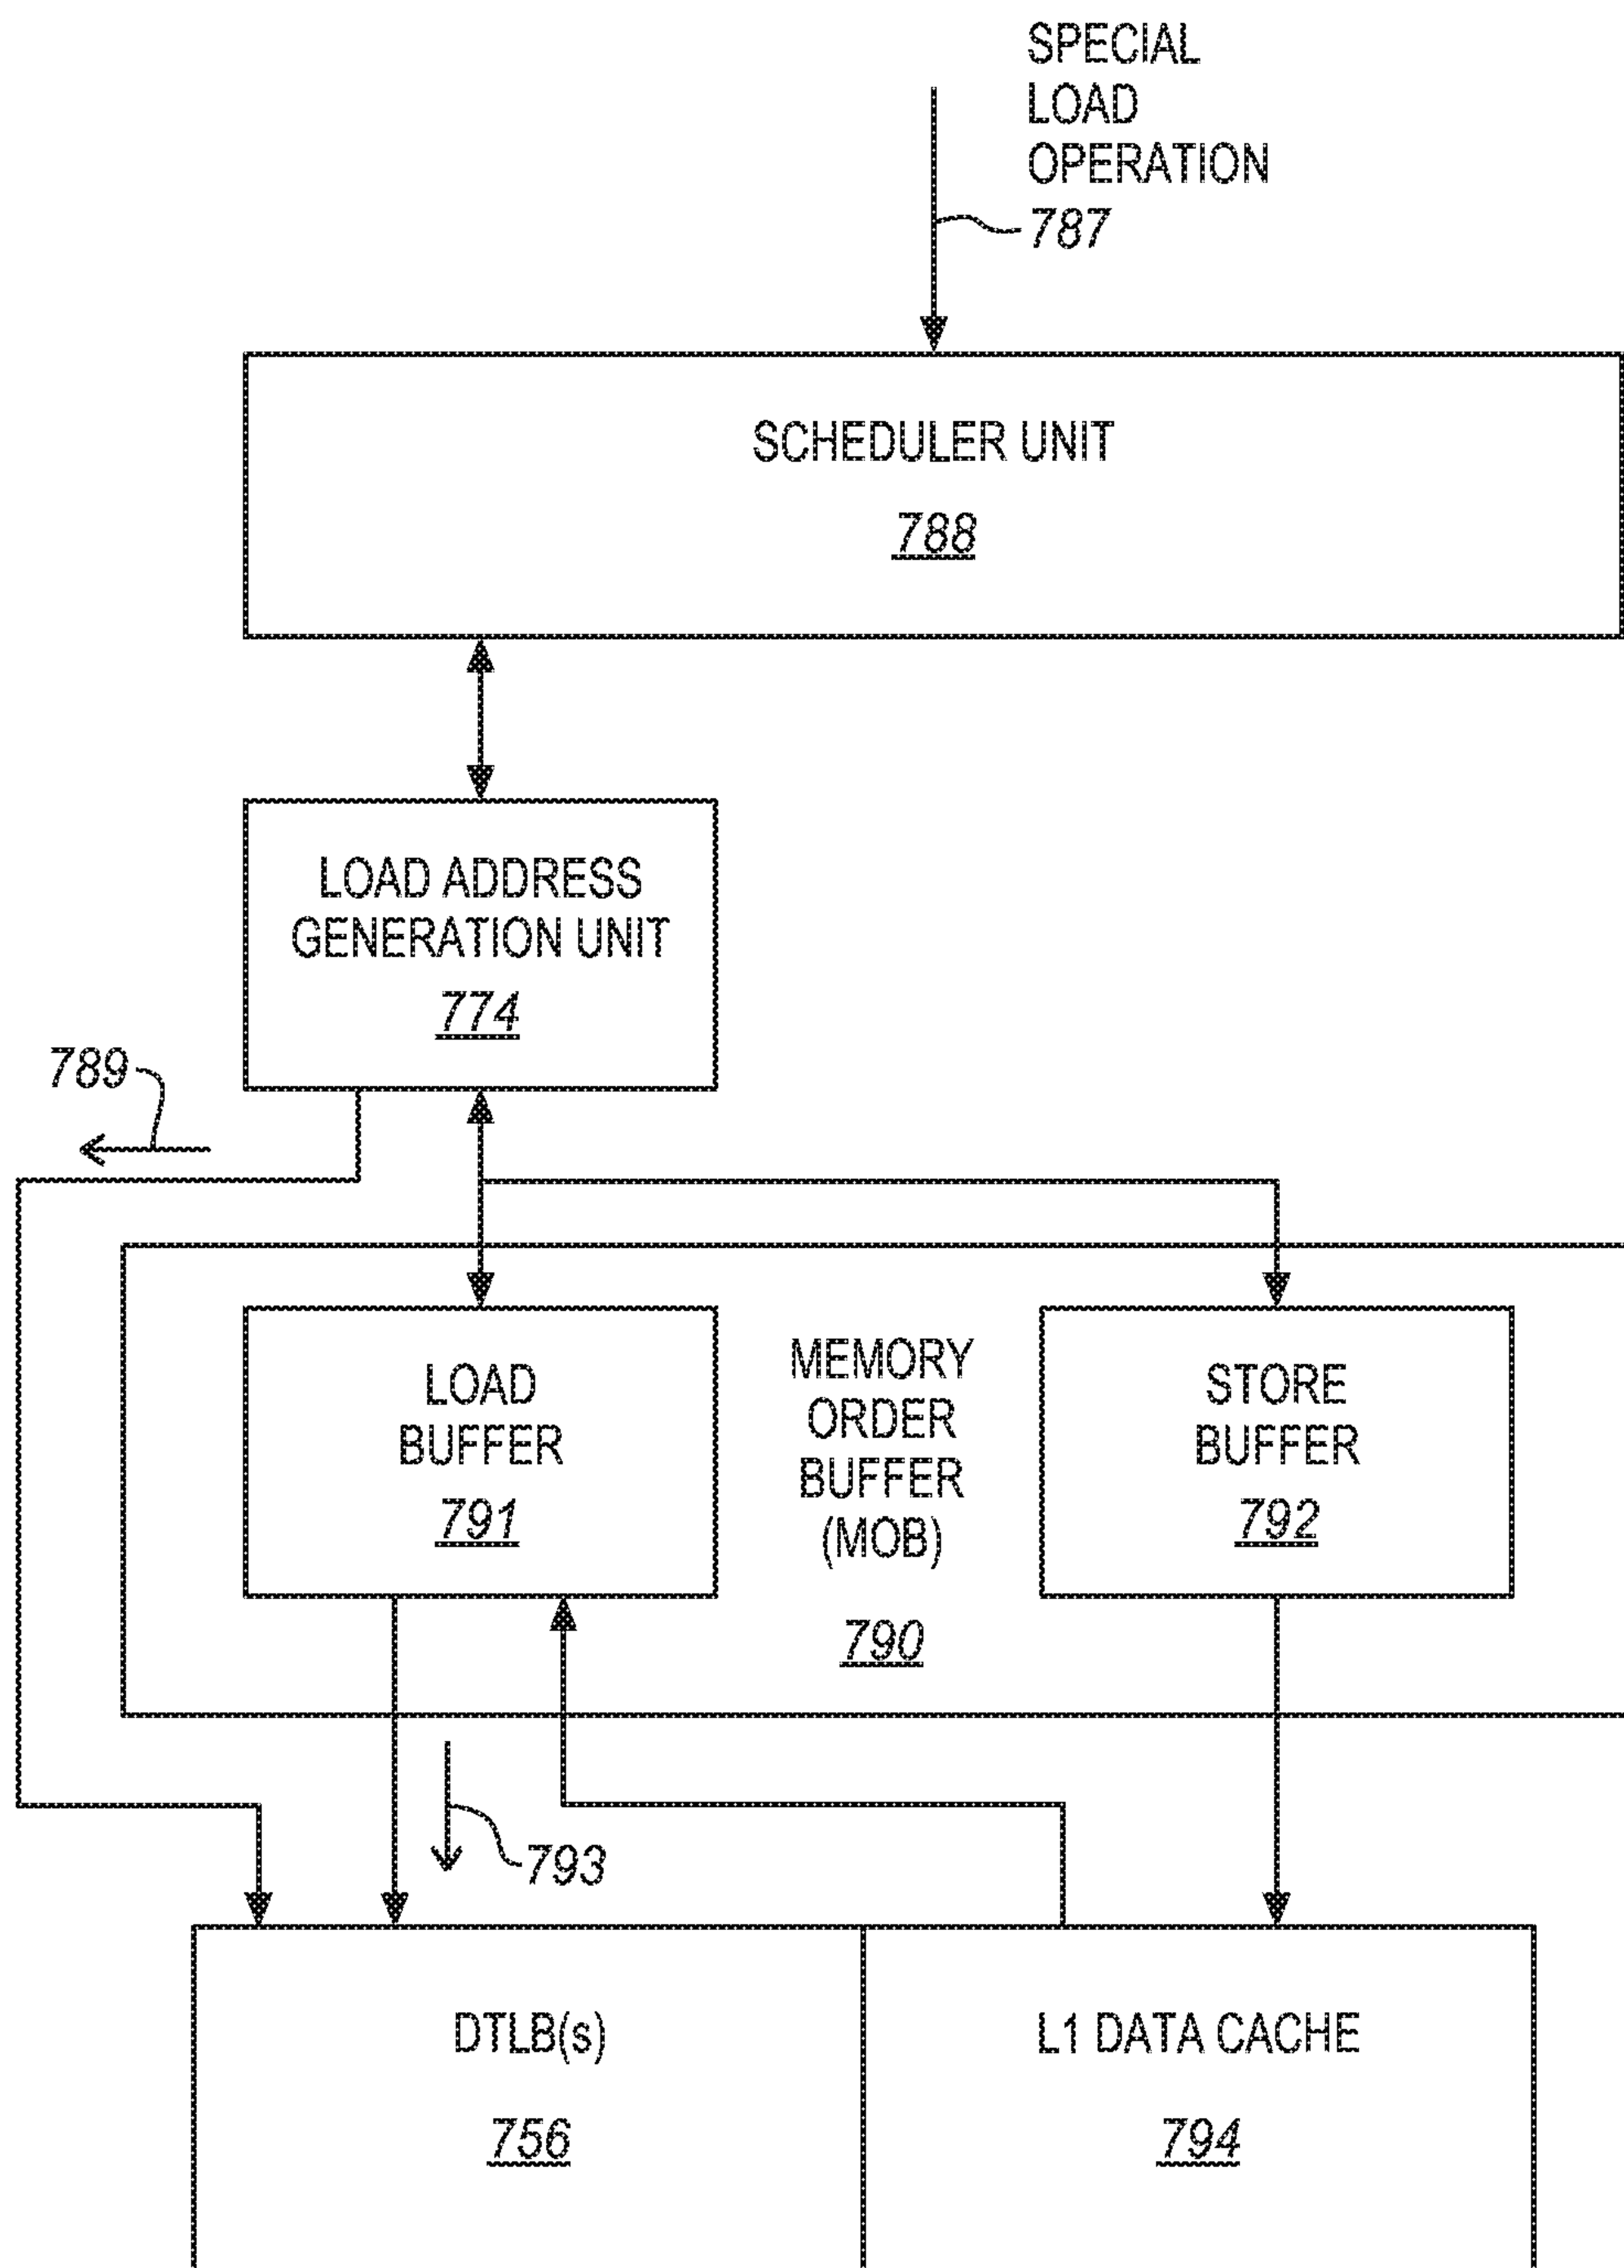 SPECIAL
LOAD
OPERATION
787
SCHEDULER UNIT
788
LOAD ADDRESS
GENERATION UNIT
774
789
LOAD
BUFFER
791
MEMORY
ORDER
BUFFER
(MOB)
790
STORE
BUFFER
792
793
DTLB(s)
756
L1 DATA CACHE
794